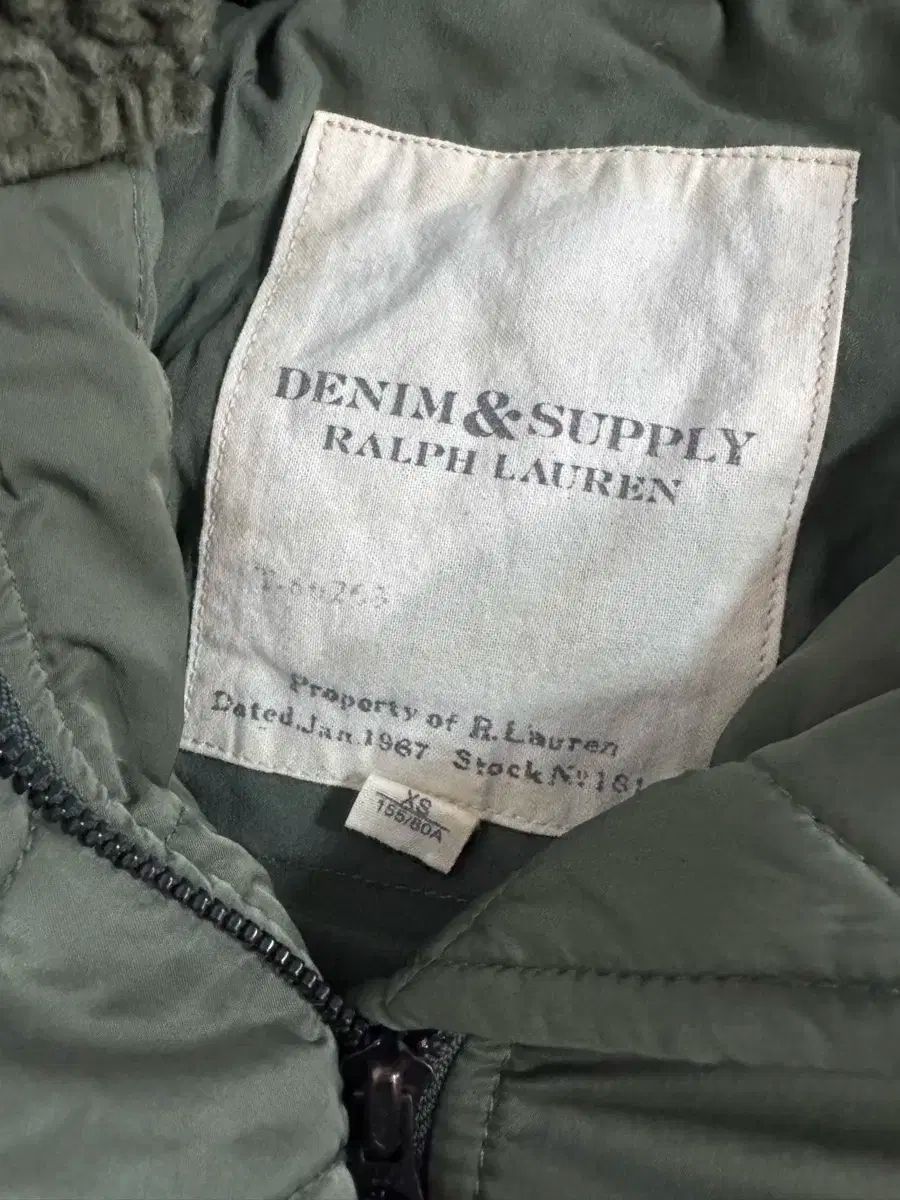 DENIM & SUPPLY
RALPH LAUREN
Property of R. Lauren
Dated. Jan. 1967 Stock No 181
XS
155/80A